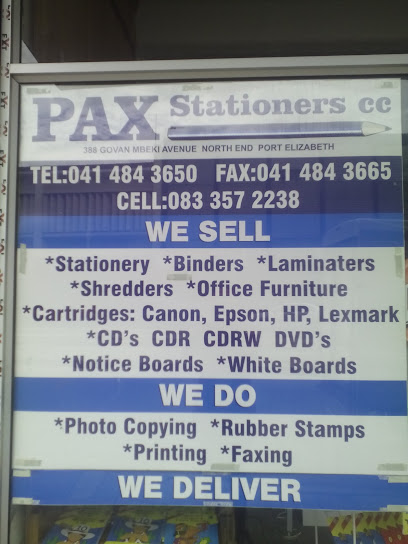 PAX Stationers cc
388 GOVAN MBEKI AVENUE NORTH END PORT ELIZABETH
TEL:041 484 3650 FAX:041 484 3665
CELL:083 357 2238
WE SELL
*Stationery *Binders *Laminaters
*Shredders *Office Furniture
*Cartridges: Canon, Epson, HP, Lexmark
*CD's CDR CDRW DVD's
*Notice Boards *White Boards
WE DO
*Photo Copying *Rubber Stamps
*Printing *Faxing
WE DELIVER